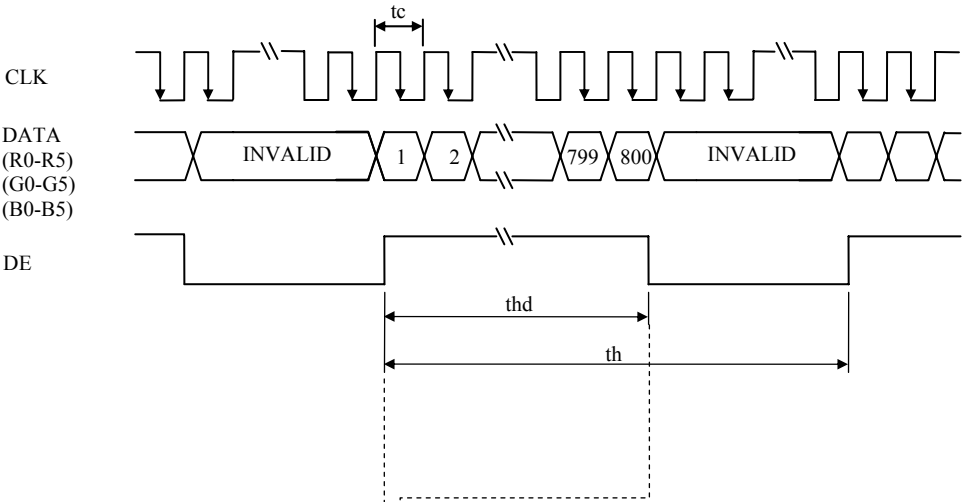 tc
CLK
DATA
(R0-R5)
(G0-G5)
(B0-B5)
INVALID 1 2 799 800 INVALID
DE
thd
th